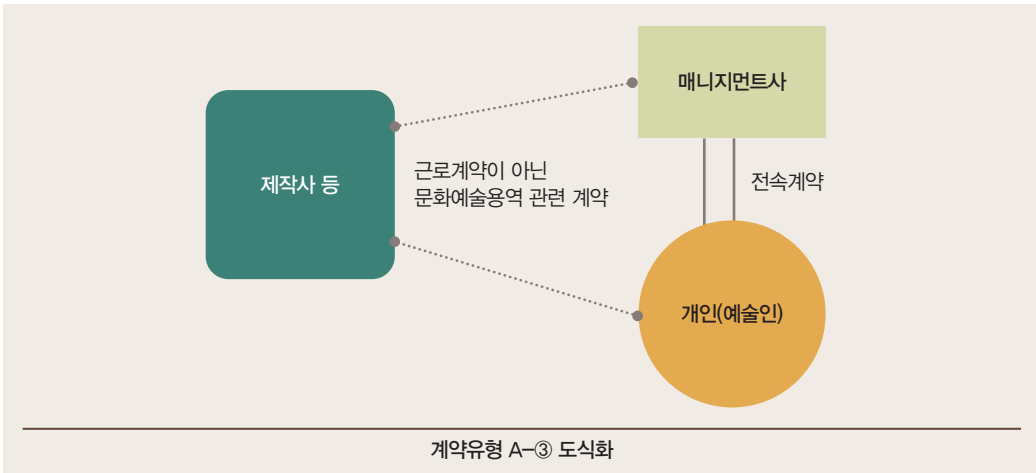 매니지먼트사
제작사 등
근로계약이 아닌
문화예술용역 관련 계약
전속계약
개인(예술인)
계약유형 A-③ 도식화